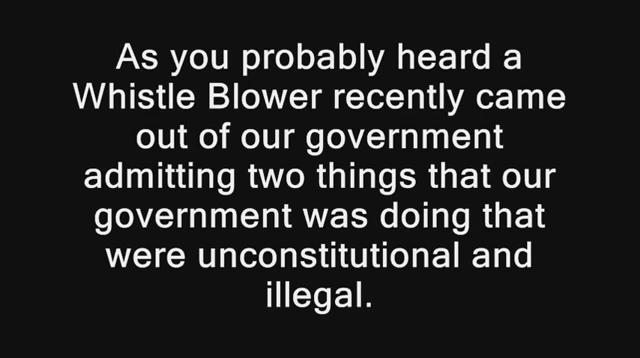 As you probably heard a
Whistle Blower recently came
out of our government
admitting two things that our
government was doing that
were unconstitutional and
illegal.